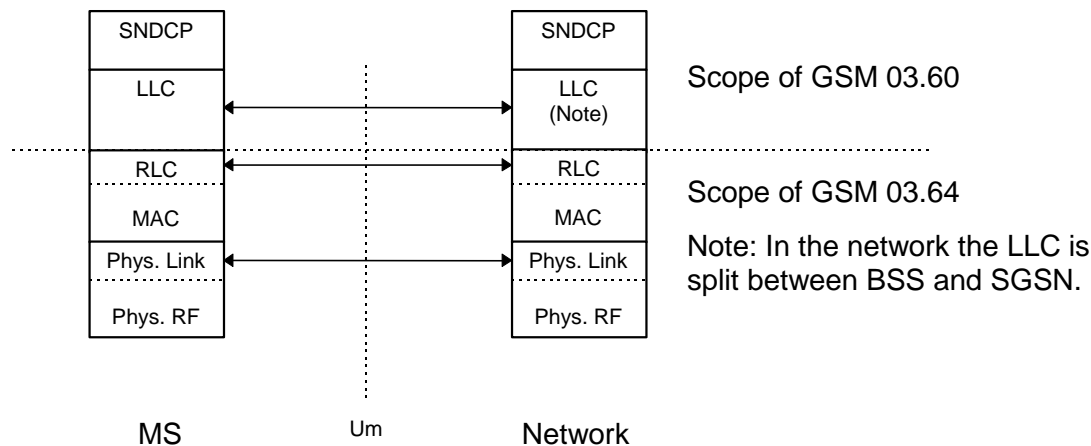 SNDCP
LLC
RLC
MAC
Phys. Link
Phys. RF
MS
Um
SNDCP
LLC
(Note)
RLC
MAC
Phys. Link
Phys. RF
Network
Scope of GSM 03.60
Scope of GSM 03.64
Note: In the network the LLC is
split between BSS and SGSN.